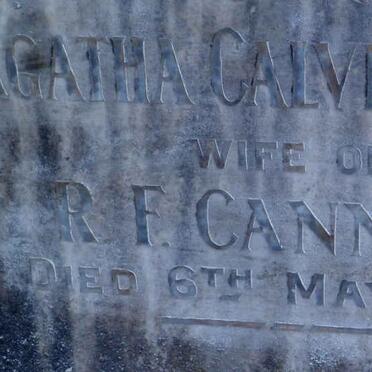 AGATHA CALV
WIFE O
R. F. CANN
DIED 6TH MA